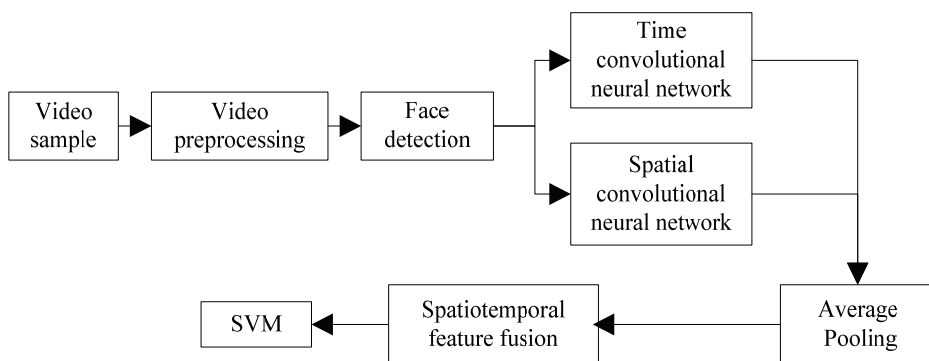 Video
sample
Video
preprocessing
Face
detection
Time
convolutional
neural network
Spatial
convolutional
neural network
SVM
Spatiotemporal
feature fusion
Average
Pooling